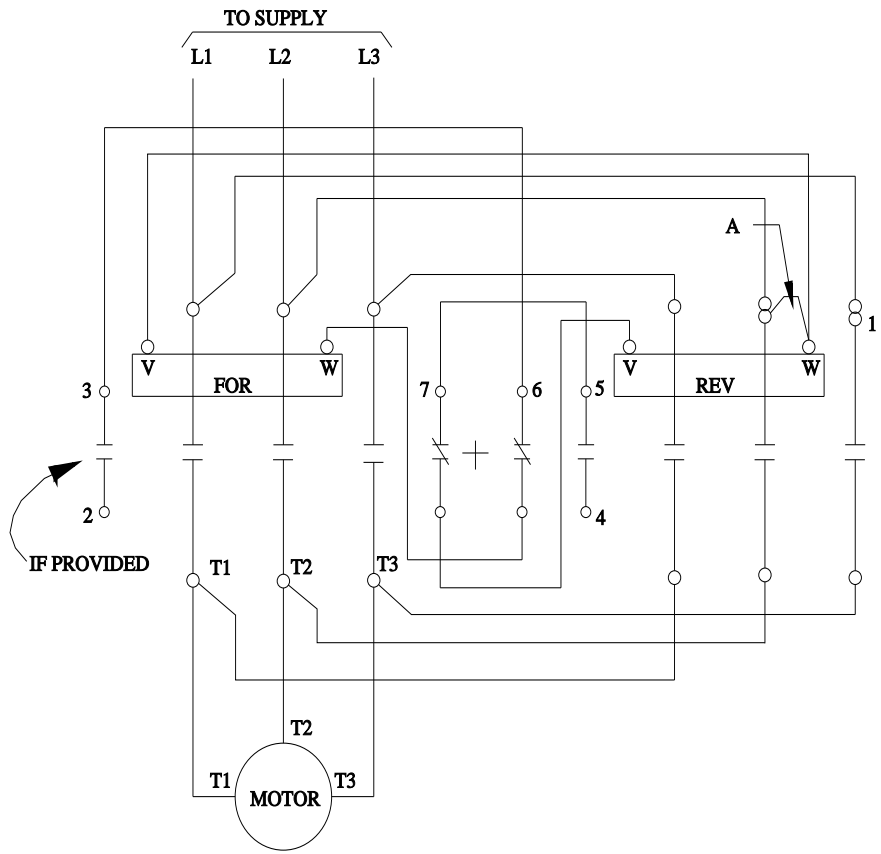 TO SUPPLY
L1 L2 L3
A
1
V W V W
FOR REV
3 7 6 5
2 4
IF PROVIDED
T1 T2 T3
T2
T1 T3
MOTOR